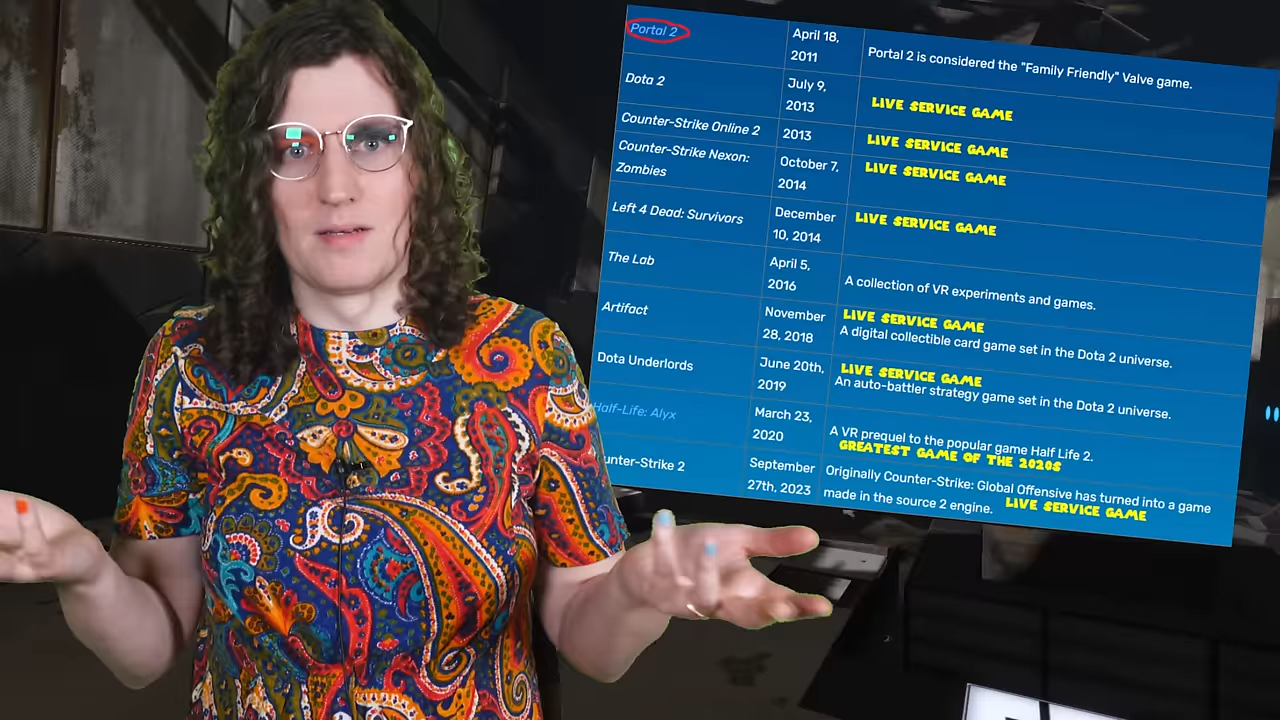 Portal 2
April 18,
2011
Portal 2 is considered the "Family Friendly" Valve game.
Dota 2
July 9,
2013
LIVE SERVICE GAME
Counter-Strike Online 2
2013
LIVE SERVICE GAME
Counter-Strike Nexon:
Zombies
October 7,
2014
LIVE SERVICE GAME
Left 4 Dead: Survivors
December
10, 2014
LIVE SERVICE GAME
The Lab
April 5,
2016
A collection of VR experiments and games.
Artifact
November
28, 2018
LIVE SERVICE GAME
A digital collectible card game set in the Dota 2 universe.
Dota Underlords
June 20th,
2019
LIVE SERVICE GAME
An auto-battler strategy game set in the Dota 2 universe.
Half-Life: Alyx
March 23,
2020
A VR prequel to the popular game Half Life 2.
GREATEST GAME OF THE 2020S
unter-Strike 2
September
27th, 2023
Originally Counter-Strike: Global Offensive has turned into a game
made in the source 2 engine. LIVE SERVICE GAME